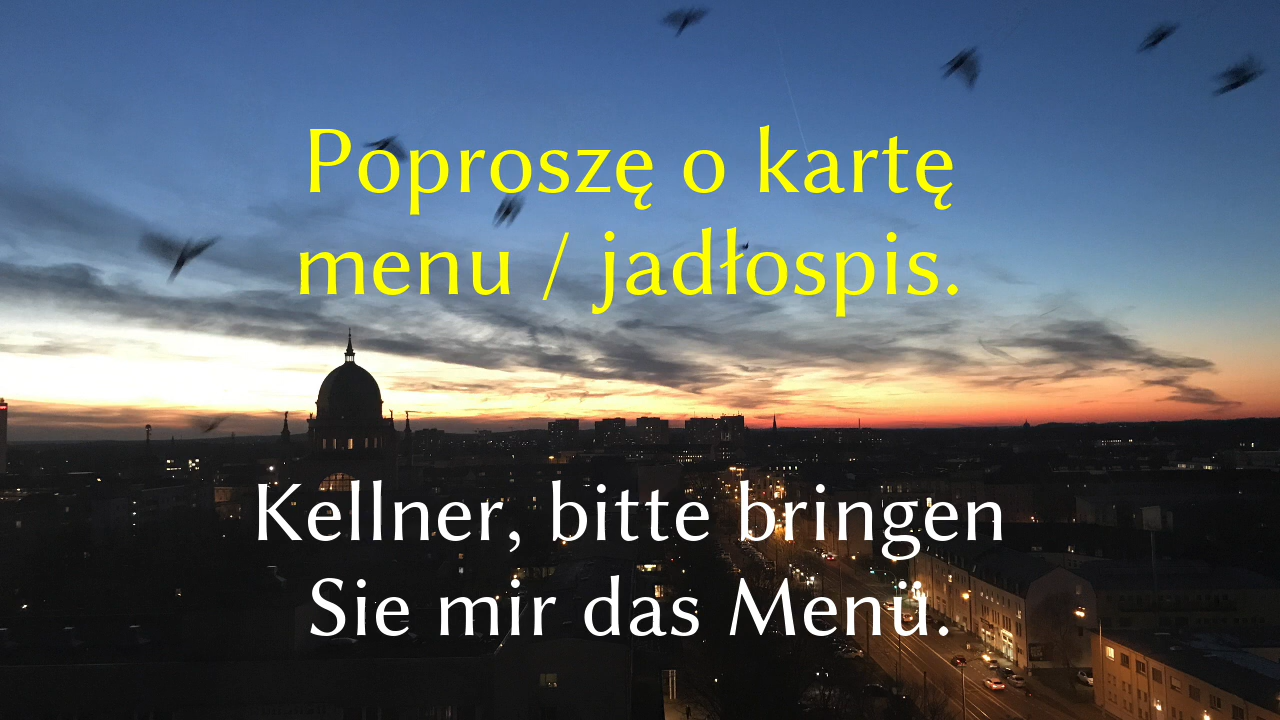 Poproszę o kartę
menu / jadłospis.
Kellner, bitte bringen
Sie mir das Menü.